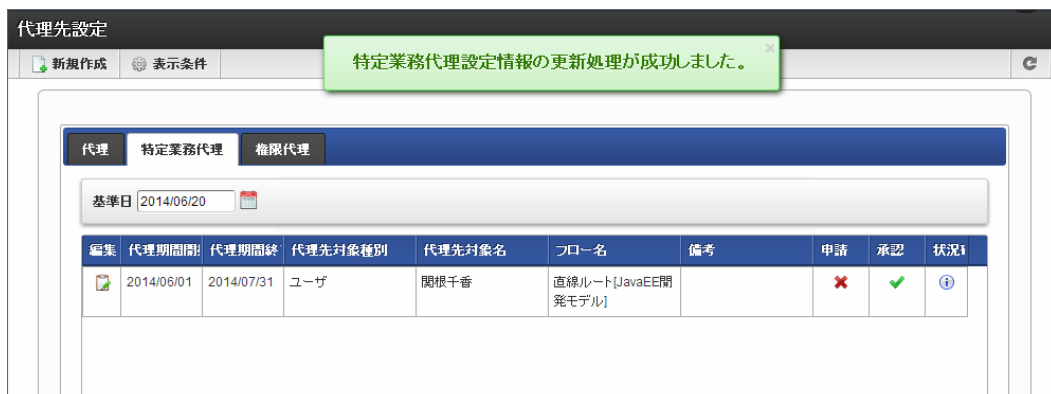 代理先設定
新規作成
表示条件
特定業務代理設定情報の更新処理が成功しました。
代理
特定業務代理
権限代理
基準日 2014/06/20
編集 代理期間開 代理期間終 代理先対象種別 代理先対象名 フロー名 備考 申請 承認 状況
2014/06/01 2014/07/31 ユーザ 関根千香 直線ルート[JavaEE開
発モデル]